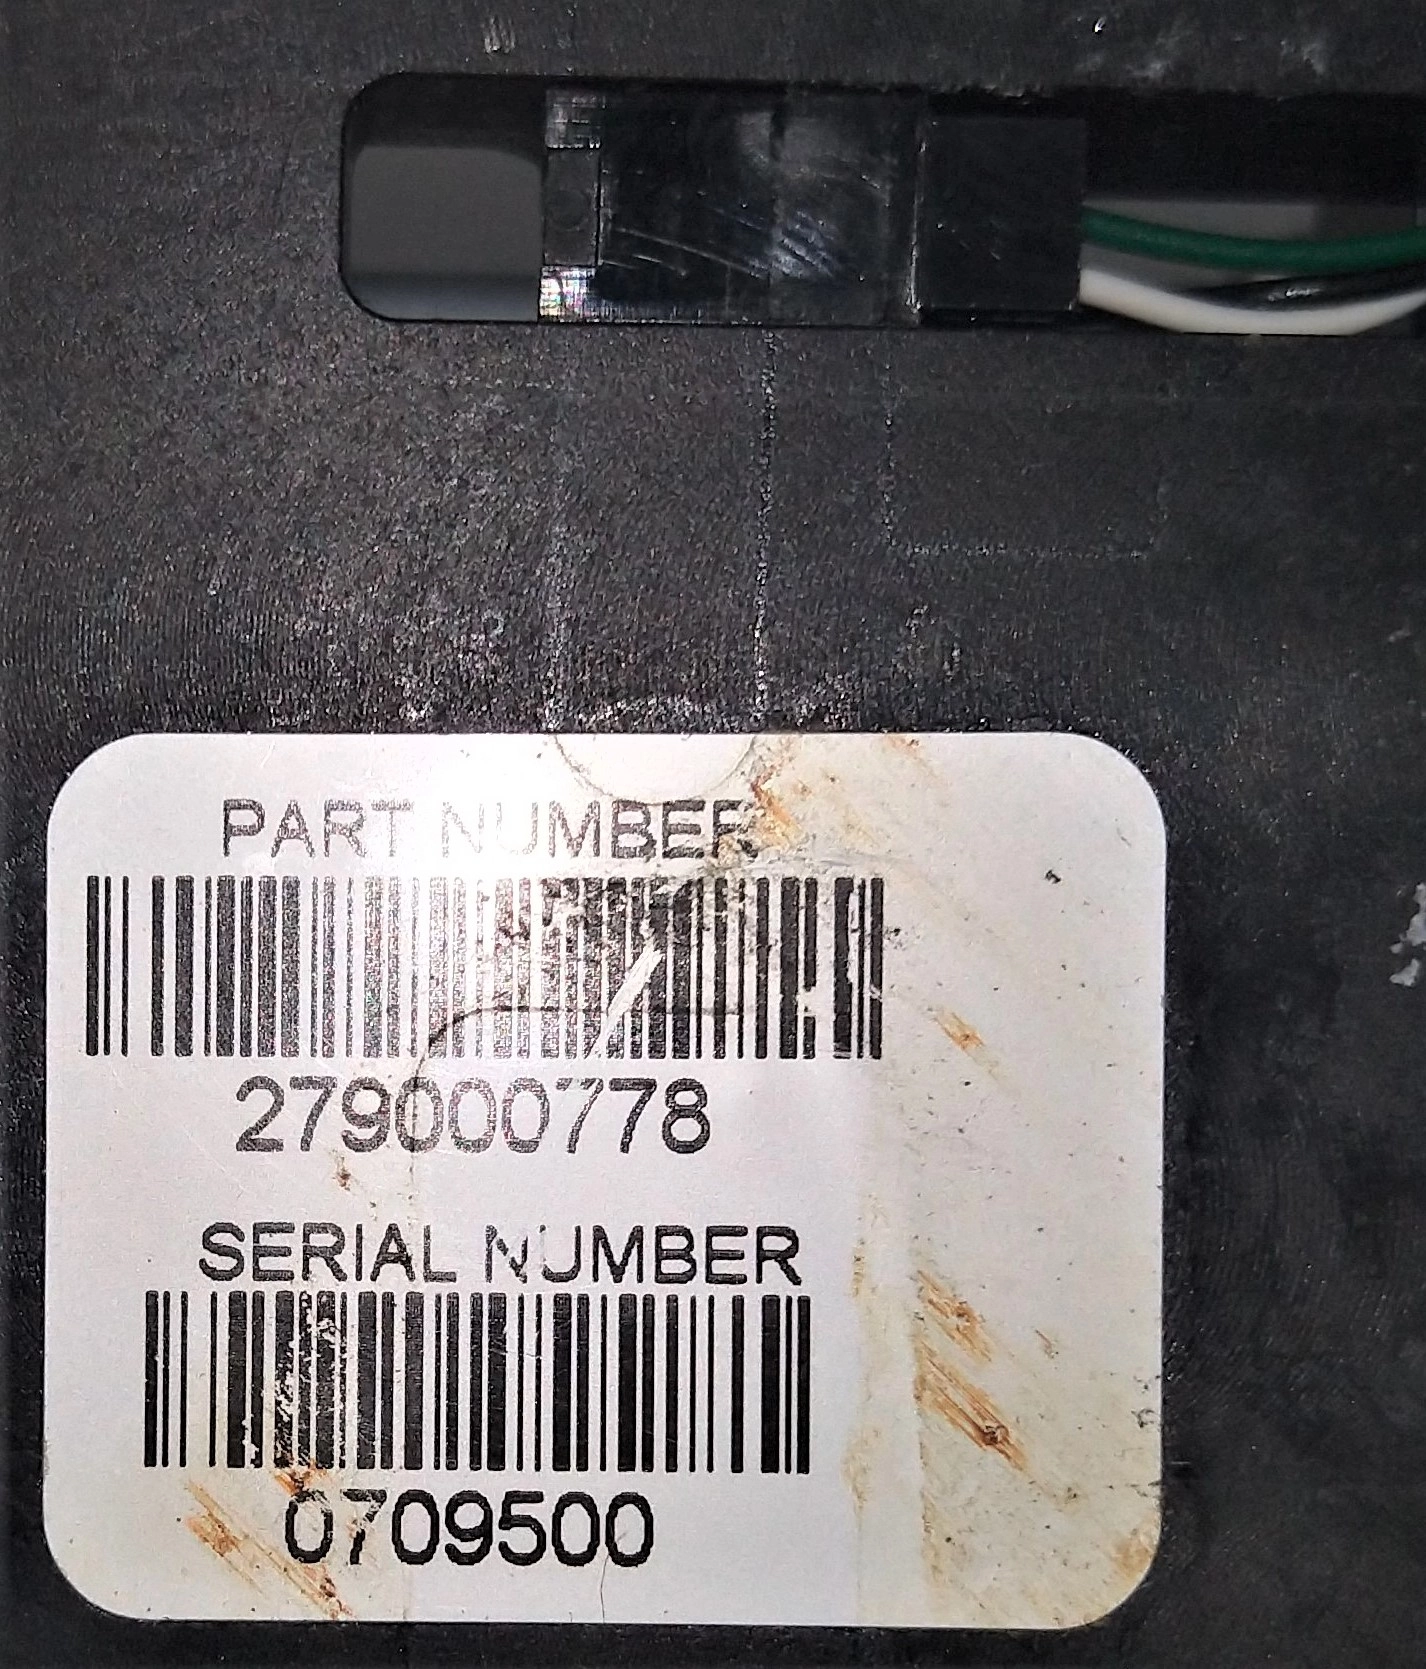 PART NUMBER
279000778
SERIAL NUMBER
0709500